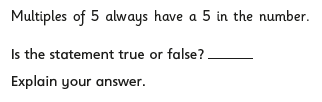 Multiples of 5 always have a 5 in the number.
Is the statement true or false? ______
Explain your answer.